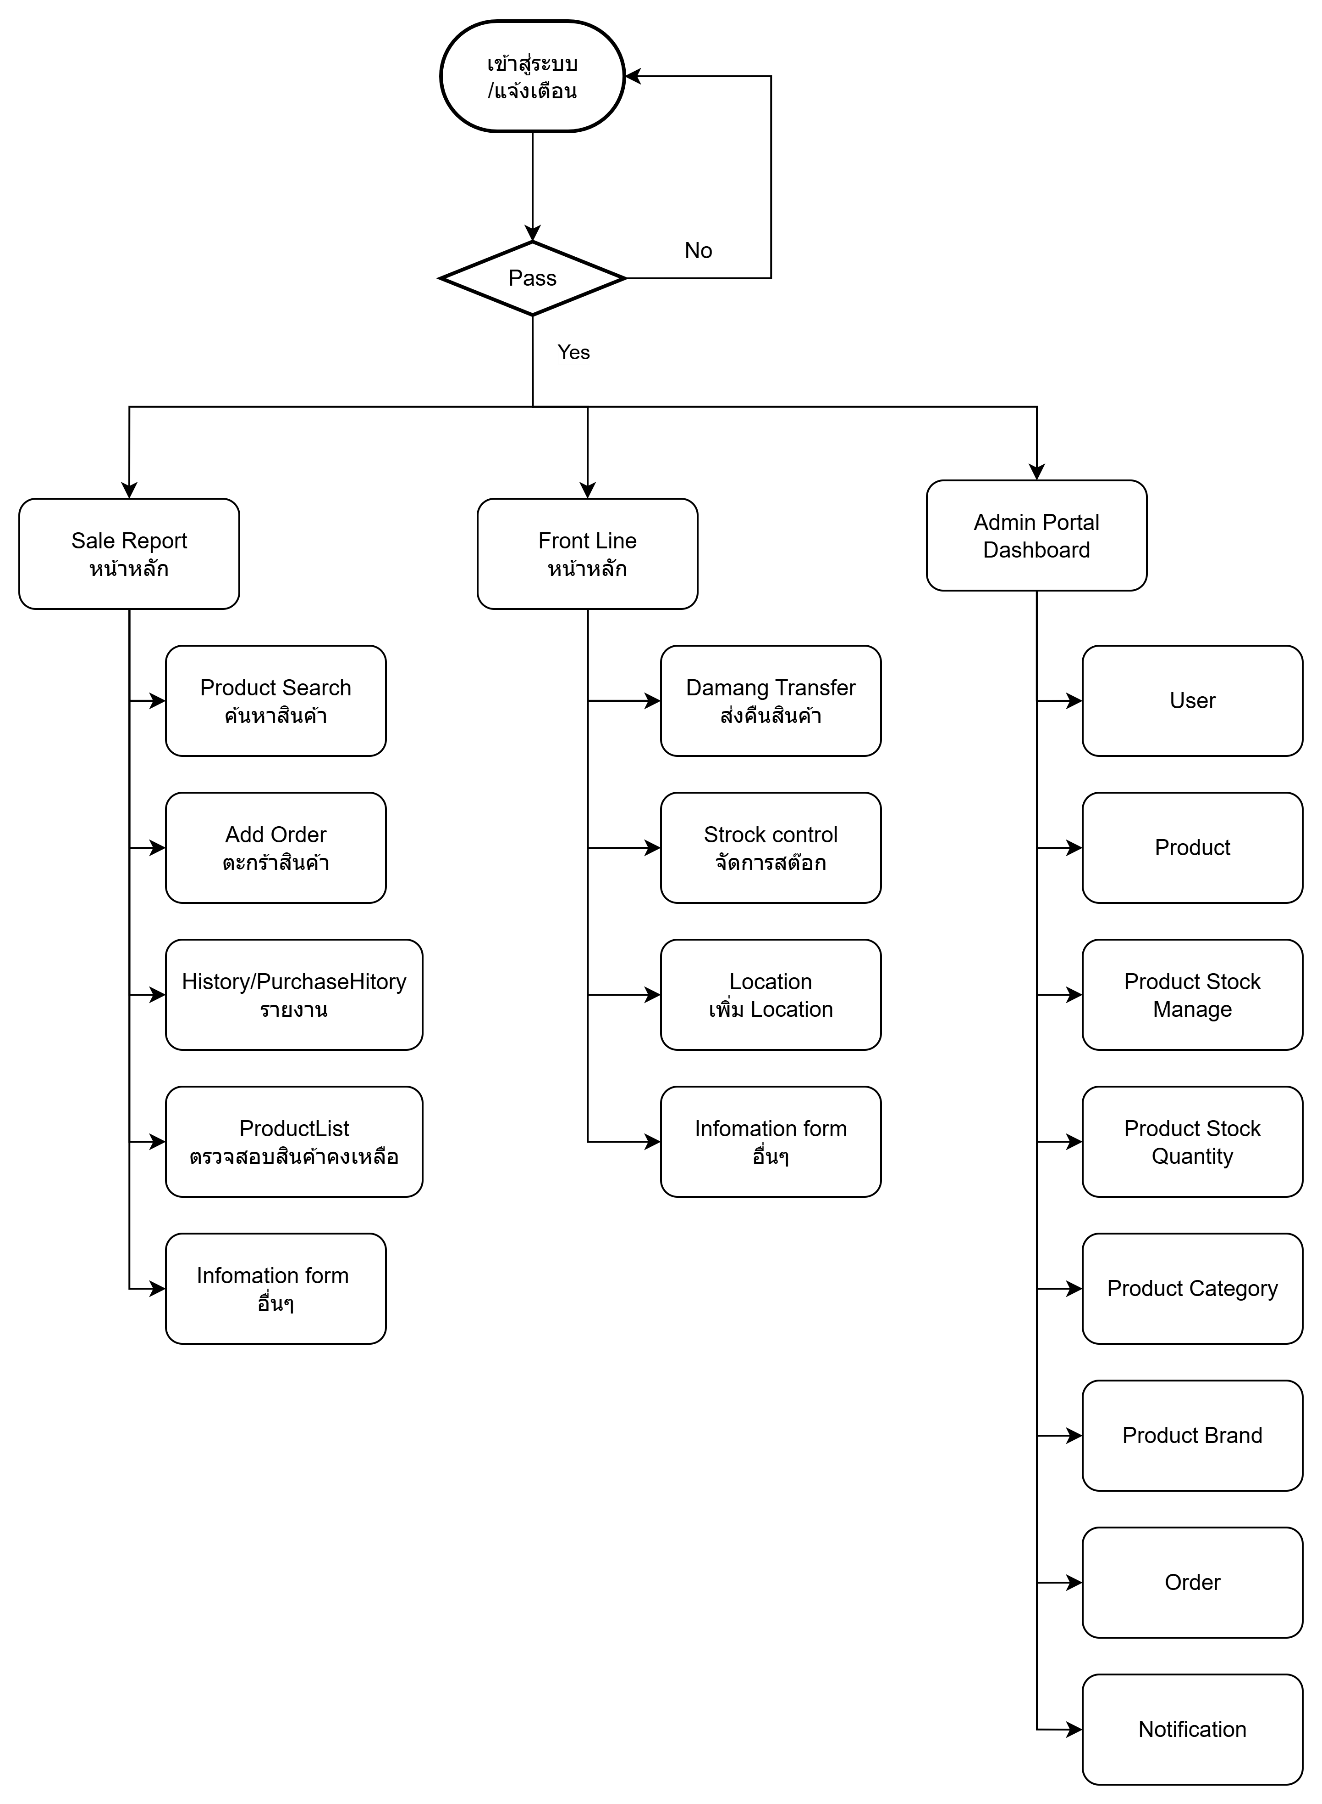 เข้าสู่ระบบ
/แจ้งเตือน
No
Pass
Yes
Sale Report
หน้าหลัก
Product Search
ค้นหาสินค้า
Add Order
ตะกร้าสินค้า
History/PurchaseHitory
รายงาน
ProductList
ตรวจสอบสินค้าคงเหลือ
Infomation form
อื่นๆ
Front Line
หน้าหลัก
Damang Transfer
ส่งคืนสินค้า
Strock control
จัดการสต๊อก
Location
เพิ่ม Location
Infomation form
อื่นๆ
Admin Portal
Dashboard
User
Product
Product Stock
Manage
Product Stock
Quantity
Product Category
Product Brand
Order
Notification